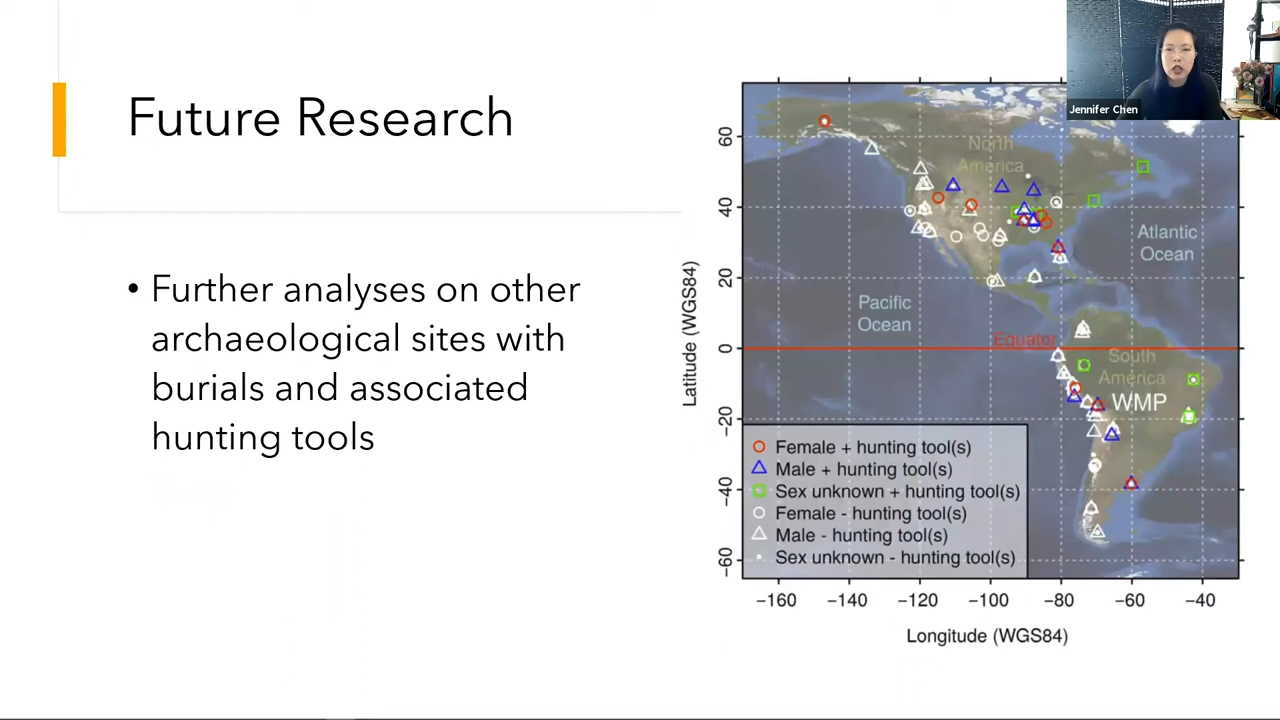 Future Research
• Further analyses on other
archaeological sites with
burials and associated
hunting tools
Jennifer Chen
North
America
Atlantic
Ocean
Pacific
Ocean
Equator
South
America
WMP
Female + hunting tool(s)
Male + hunting tool(s)
Sex unknown + hunting tool(s)
Female - hunting tool(s)
Male - hunting tool(s)
Sex unknown - hunting tool(s)
Latitude (WGS84)
60
40
20
0
−20
−40
−60
−160 −140 −120 −100 −80 −60 −40
Longitude (WGS84)